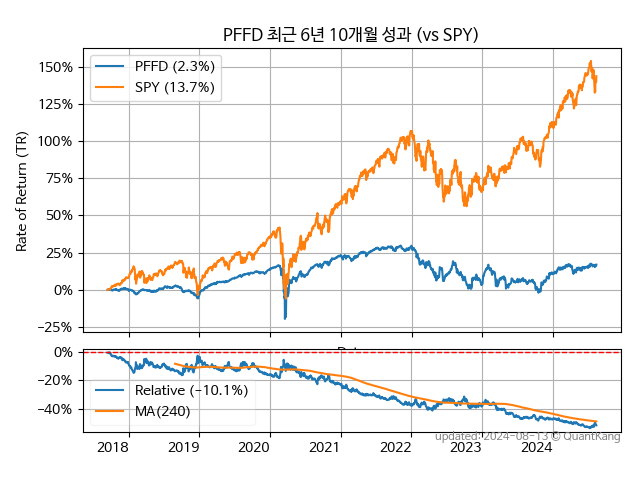 PFFD 최근 6년 10개월 성과 (vs SPY)
PFFD (2.3%)
SPY (13.7%)
Rate of Return (TR)
150%
125%
100%
75%
50%
25%
0%
−25%
0%
−20%
−40%
Relative (−10.1%)
MA(240)
2018 2019 2020 2021 2022 2023 2024
updated: 2024-08-13 © QuantKang